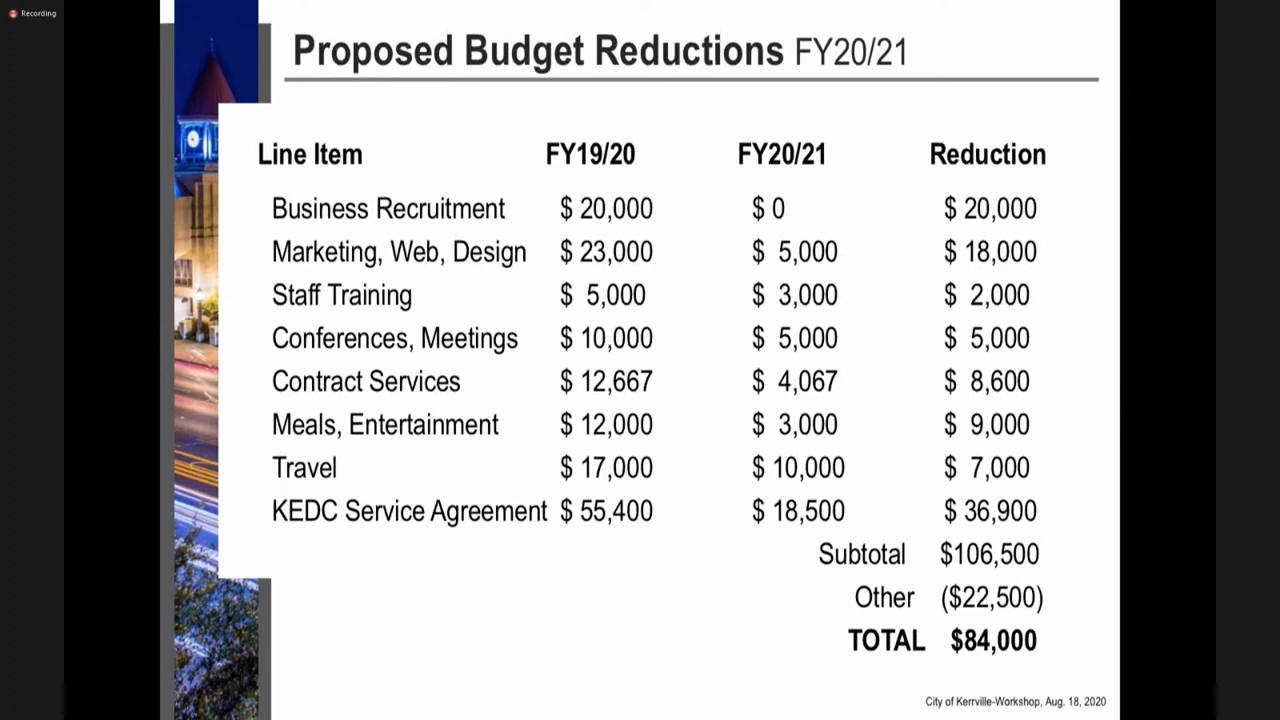 Recording
Proposed Budget Reductions FY20/21
Line Item FY19/20 FY20/21 Reduction
Business Recruitment $ 20,000 $ 0 $ 20,000
Marketing, Web, Design $ 23,000 $ 5,000 $ 18,000
Staff Training $ 5,000 $ 3,000 $ 2,000
Conferences, Meetings $ 10,000 $ 5,000 $ 5,000
Contract Services $ 12,667 $ 4,067 $ 8,600
Meals, Entertainment $ 12,000 $ 3,000 $ 9,000
Travel $ 17,000 $ 10,000 $ 7,000
KEDC Service Agreement $ 55,400 $ 18,500 $ 36,900
Subtotal $106,500
Other ($22,500)
TOTAL $84,000
City of Kerrville-Workshop, Aug. 18, 2020